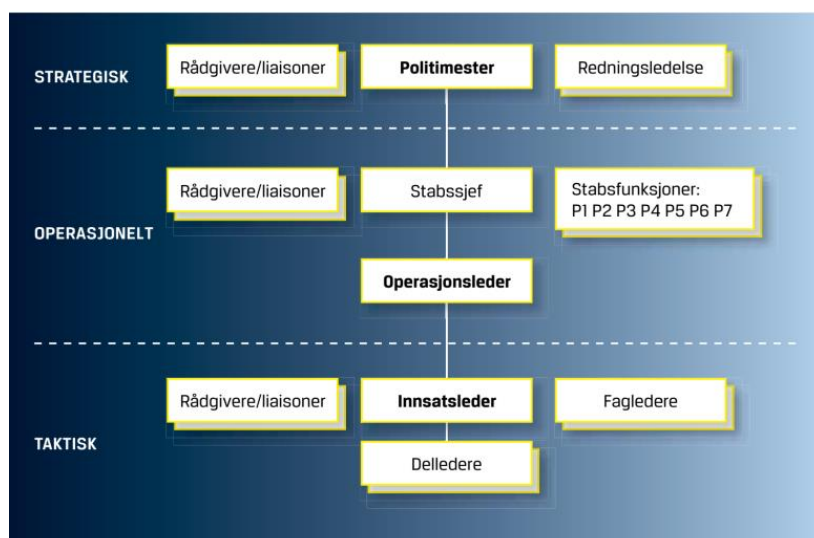 STRATEGISK
Rådgivere/liaisoner
Politimester
Redningsledelse
OPERASJONELT
Rådgivere/liaisoner
Stabssjef
Stabsfunksjoner:
P1 P2 P3 P4 P5 P6 P7
Operasjonsleder
TAKTISK
Rådgivere/liaisoner
Innsatsleder
Fagledere
Delledere